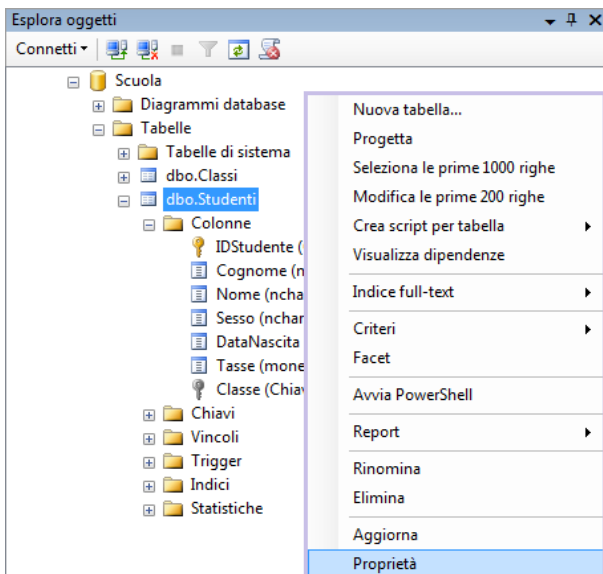 Esplora oggetti
Connetti
Scuola
Diagrammi database
Tabelle
Tabelle di sistema
dbo.Classi
dbo.Studenti
Colonne
IDStudente (
Cognome (n
Nome (nchar
Sesso (nchar
DataNascita
Tasse (mone
Classe (Chiav
Chiavi
Vincoli
Trigger
Indici
Statistiche
Nuova tabella...
Progetta
Seleziona le prime 1000 righe
Modifica le prime 200 righe
Crea script per tabella
Visualizza dipendenze
Indice full-text
Criteri
Facet
Avvia PowerShell
Report
Rinomina
Elimina
Aggiorna
Proprietà